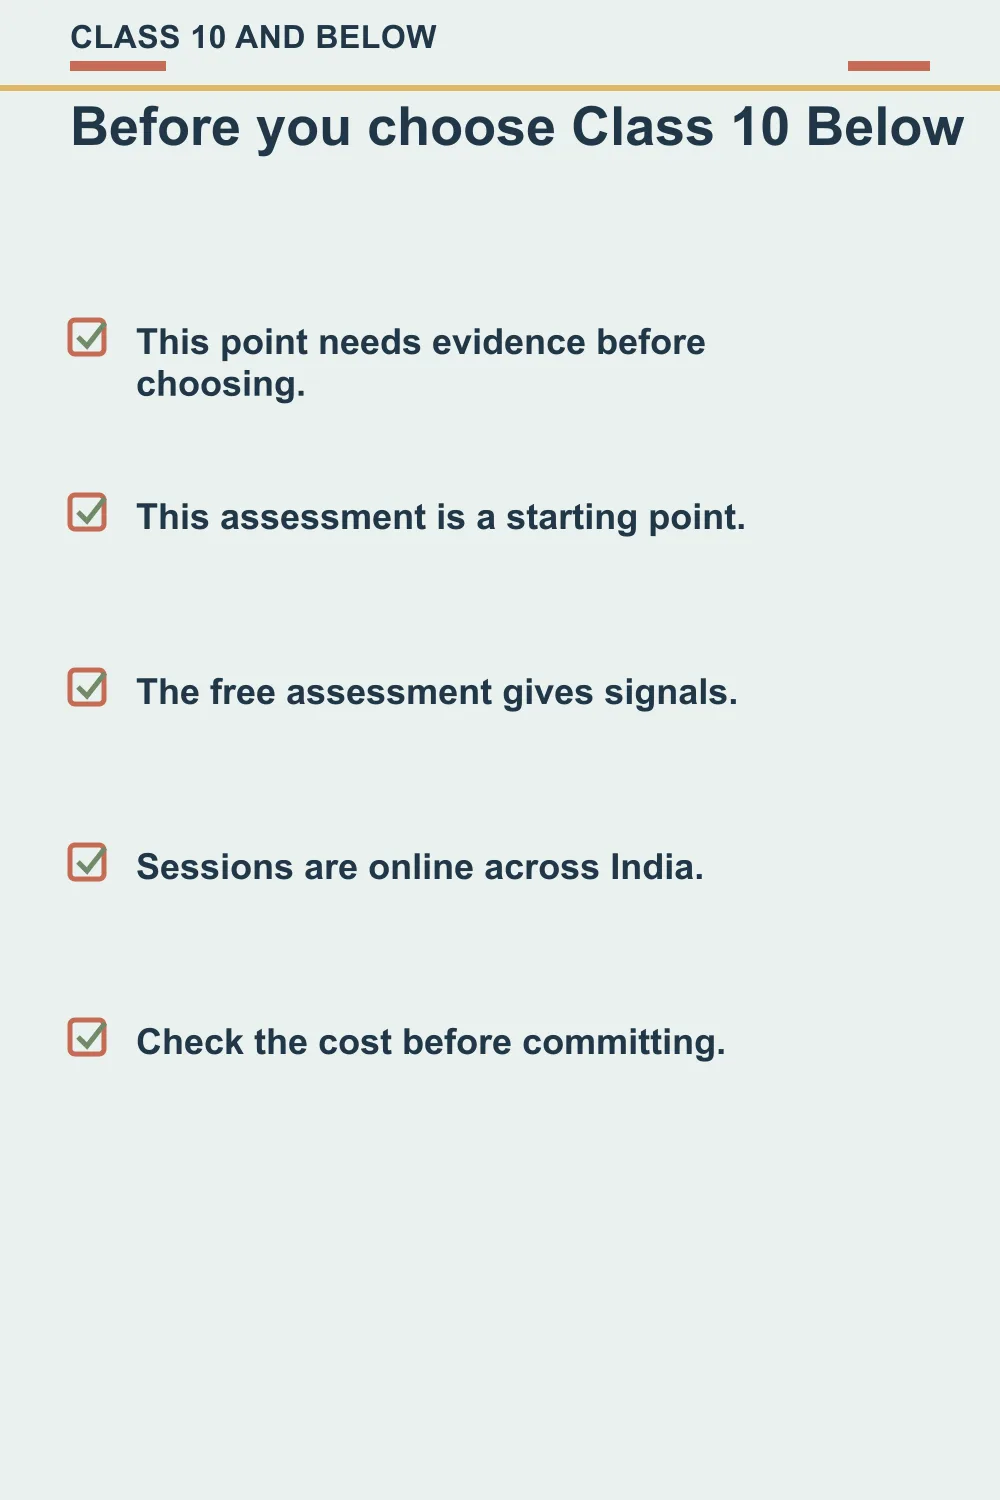 CLASS 10 AND BELOW
Before you choose Class 10 Below
This point needs evidence before
choosing.
This assessment is a starting point.
The free assessment gives signals.
Sessions are online across India.
Check the cost before committing.